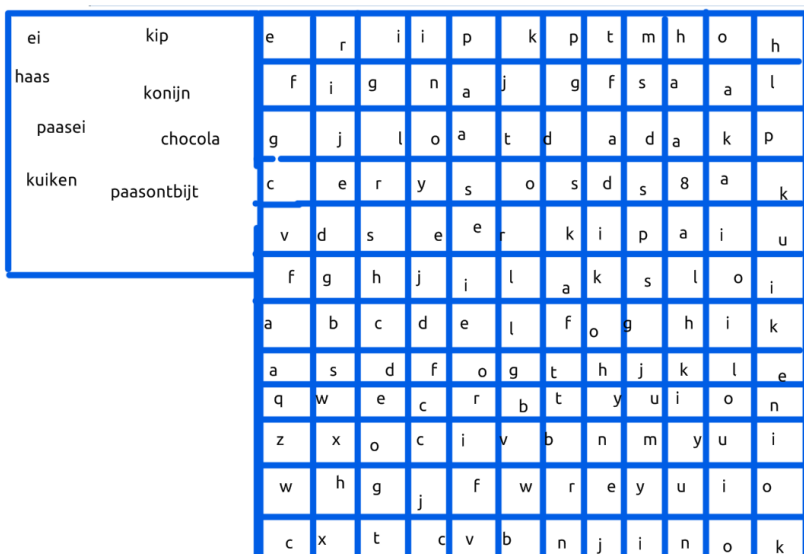 ei kip
haas
konijn
paasei chocola
kuiken paasontbijt
e r i i p k p t m h o h
f i g n a j g f s a a l
g j l o a t d a d a k p
c e r y s o s d s 8 a k
v d s e e r k i p a i u
f g h j i l a k s l o i
a b c d e l f o g h i k
a s d f o g t h j k l e
q w e c r b t y u i o n
z x o c i v b n m y u i
w h g j f w r e y u i o
c x t c v b n j i n o k